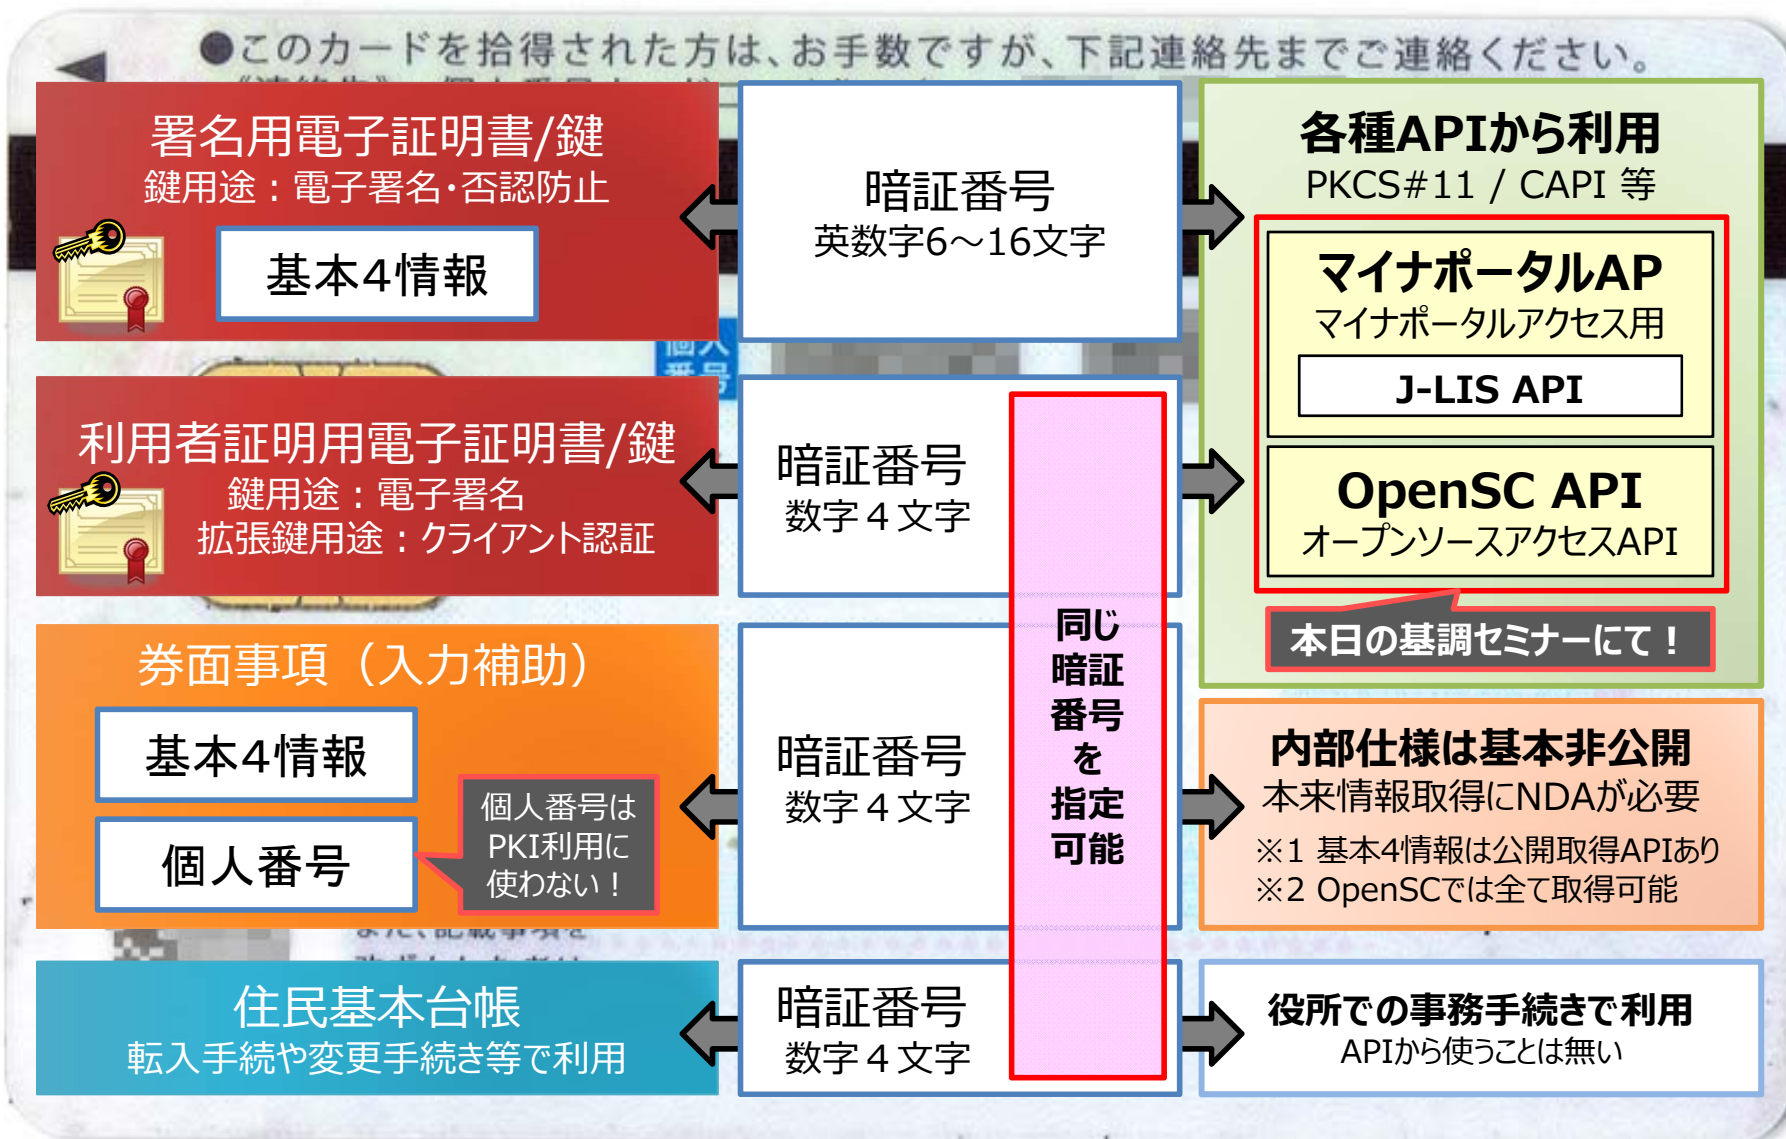 ●このカードを拾得された方は、お手数ですが、下記連絡先までご連絡ください。
署名用電子証明書/鍵
鍵用途：電子署名・否認防止
基本4情報
暗証番号
英数字6～16文字
各種APIから利用
PKCS#11 / CAPI 等
マイナポータルAP
マイナポータルアクセス用
J-LIS API
OpenSC API
オープンソースアクセスAPI
本日の基調セミナーにて！
個人
番号
利用者証明用電子証明書/鍵
鍵用途：電子署名
拡張鍵用途：クライアント認証
暗証番号
数字４文字
同じ
暗証
番号
を
指定
可能
券面事項（入力補助）
基本4情報
個人番号
個人番号は
PKI利用に
使わない！
暗証番号
数字４文字
内部仕様は基本非公開
本来情報取得にNDAが必要
※1 基本4情報は公開取得APIあり
※2 OpenSCでは全て取得可能
住民基本台帳
転入手続や変更手続き等で利用
暗証番号
数字４文字
役所での事務手続きで利用
APIから使うことは無い